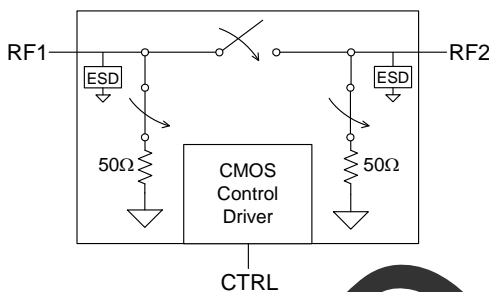 RF1
RF2
ESD
ESD
50Ω
50Ω
CMOS
Control
Driver
CTRL